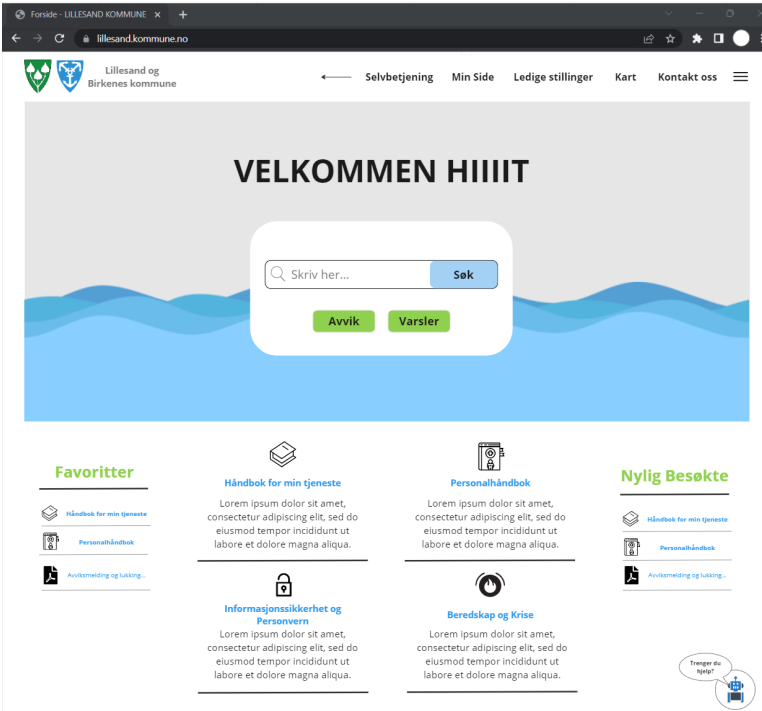 Forside - LILLESAND KOMMUNE
lillesand.kommune.no
Lillesand og
Birkenes kommune
Selvbetjening Min Side Ledige stillinger Kart Kontakt oss
VELKOMMEN HIIIIT
Skriv her...
Søk
Avvik Varsler
Favoritter
Håndbok for min tjeneste
Personalhåndbok
Avviksmelding og lukking...
Håndbok for min tjeneste
Lorem ipsum dolor sit amet,
consectetur adipiscing elit, sed do
eiusmod tempor incididunt ut
labore et dolore magna aliqua.
Personalhåndbok
Lorem ipsum dolor sit amet,
consectetur adipiscing elit, sed do
eiusmod tempor incididunt ut
labore et dolore magna aliqua.
Informasjonssikkerhet og
Personvern
Lorem ipsum dolor sit amet,
consectetur adipiscing elit, sed do
eiusmod tempor incididunt ut
labore et dolore magna aliqua.
Beredskap og Krise
Lorem ipsum dolor sit amet,
consectetur adipiscing elit, sed do
eiusmod tempor incididunt ut
labore et dolore magna aliqua.
Nylig Besøkte
Håndbok for min tjeneste
Personalhåndbok
Avviksmelding og lukking...
Trenger du
hjelp?